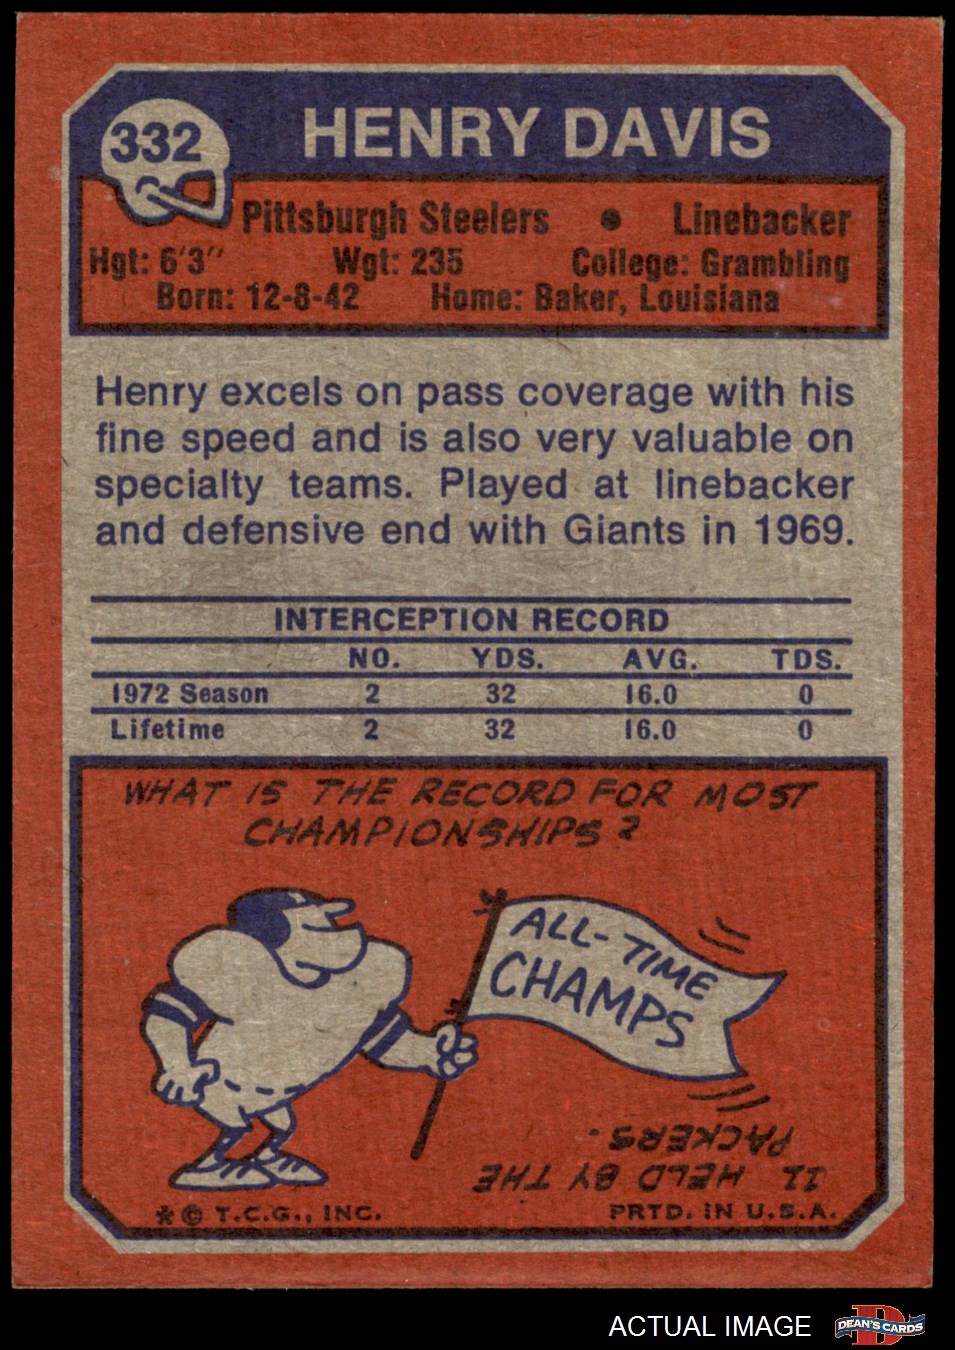 332
HENRY DAVIS
Pittsburgh Steelers • Linebacker
Hgt: 6'3" Wgt: 235 College: Grambling
Born: 12-8-42 Home: Baker, Louisiana
Henry excels on pass coverage with his
fine speed and is also very valuable on
specialty teams. Played at linebacker
and defensive end with Giants in 1969.
INTERCEPTION RECORD
NO. YDS. AVG. TDS.
1972 Season 2 32 16.0 0
Lifetime 2 32 16.0 0
WHAT IS THE RECORD FOR MOST
CHAMPIONSHIPS?
ALL-TIME
CHAMPS
11 HELD BY THE
PACKERS.
* © T.C.G., INC. PRTD. IN U.S.A.
ACTUAL IMAGE
D
DEAN'S CARDS